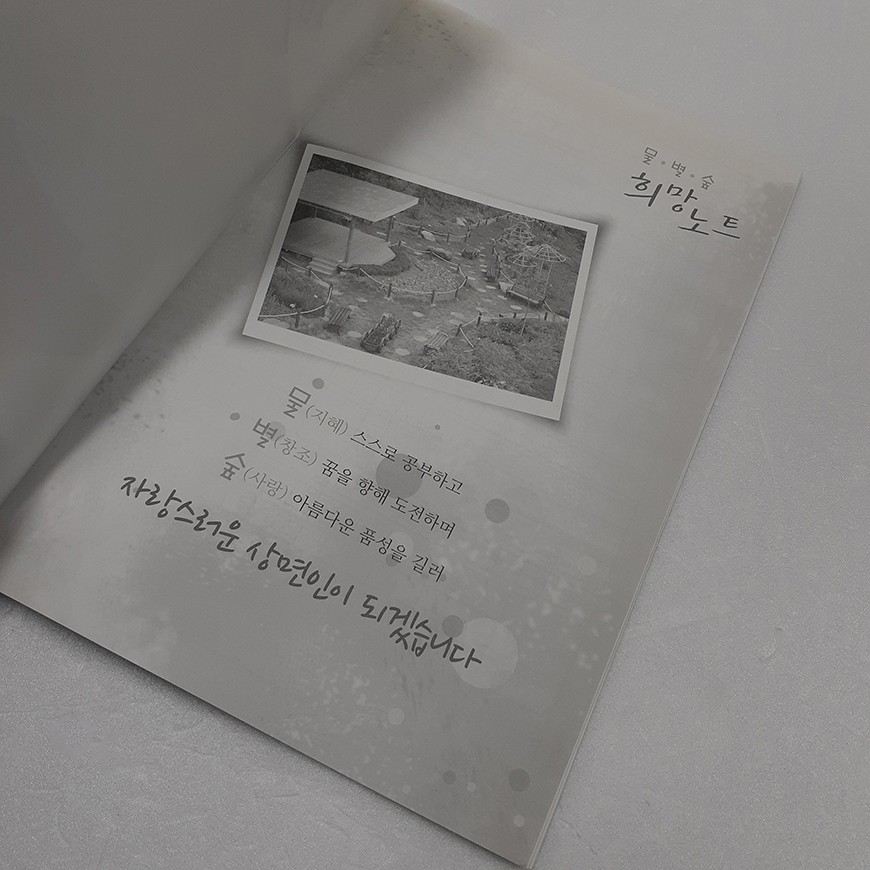 물·별·숲
희망
노트
물(지혜) 스스로 공부하고
별(창조) 꿈을 향해 도전하며
숲(사랑) 아름다운 품성을 길러
자랑스러운 상면인이 되겠습니다